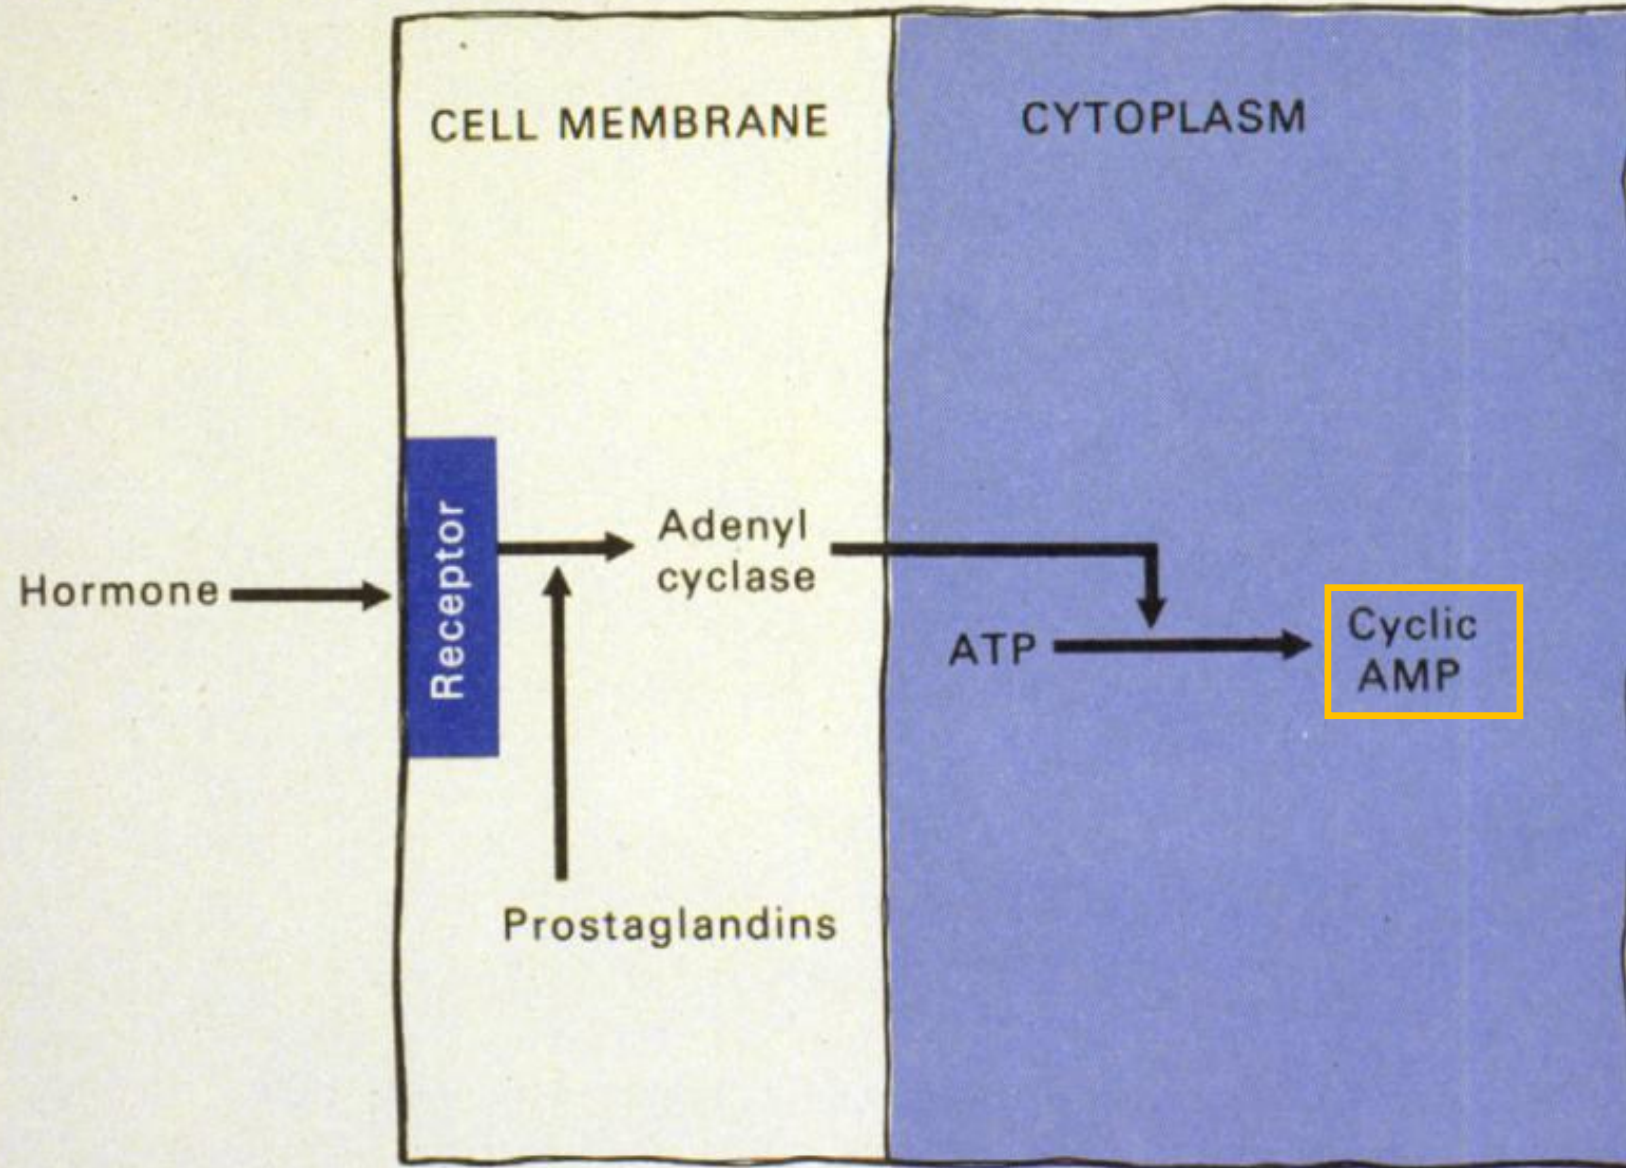 CELL MEMBRANE
CYTOPLASM
Hormone
Receptor
Adenyl
cyclase
ATP
Cyclic
AMP
Prostaglandins